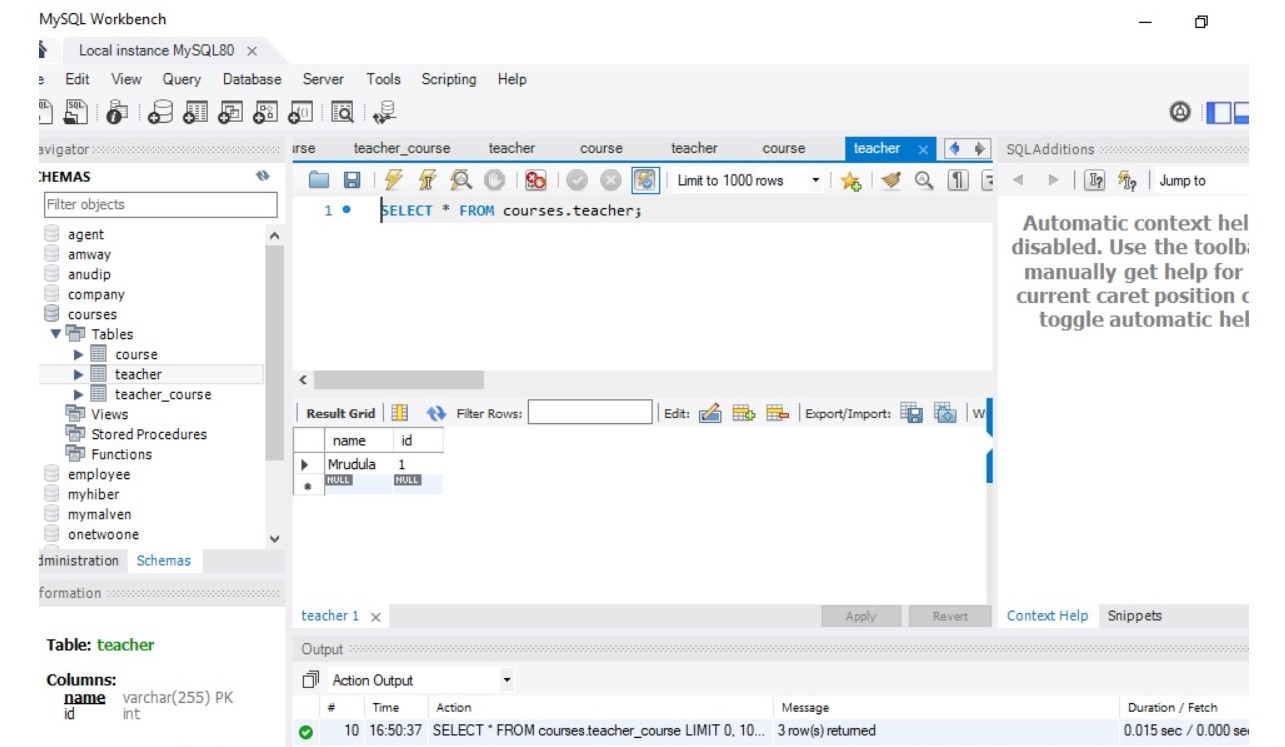 MySQL Workbench
Local instance MySQL80
Edit View Query Database Server Tools Scripting Help
avigator
irse teacher_course teacher course teacher course teacher
SQLAdditions
CHEMAS
Filter objects
Limit to 1000 rows
Jump to
1 SELECT * FROM courses.teacher;
agent
amway
anudip
company
courses
Tables
course
teacher
teacher_course
Views
Stored Procedures
Functions
employee
myhiber
mymalven
onetwoone
Automatic context hel
disabled. Use the toolba
manually get help for
current caret position o
toggle automatic hel
Result Grid Filter Rows: Edit: Export/Import: W
name id
Mrudula 1
NULL NULL
dministration Schemas
formation
teacher 1 Apply Revert
Context Help Snippets
Table: teacher
Columns:
name varchar(255) PK
id int
Output
Action Output
# Time Action Message Duration / Fetch
10 16:50:37 SELECT * FROM courses.teacher_course LIMIT 0, 10... 3 row(s) returned 0.015 sec / 0.000 se